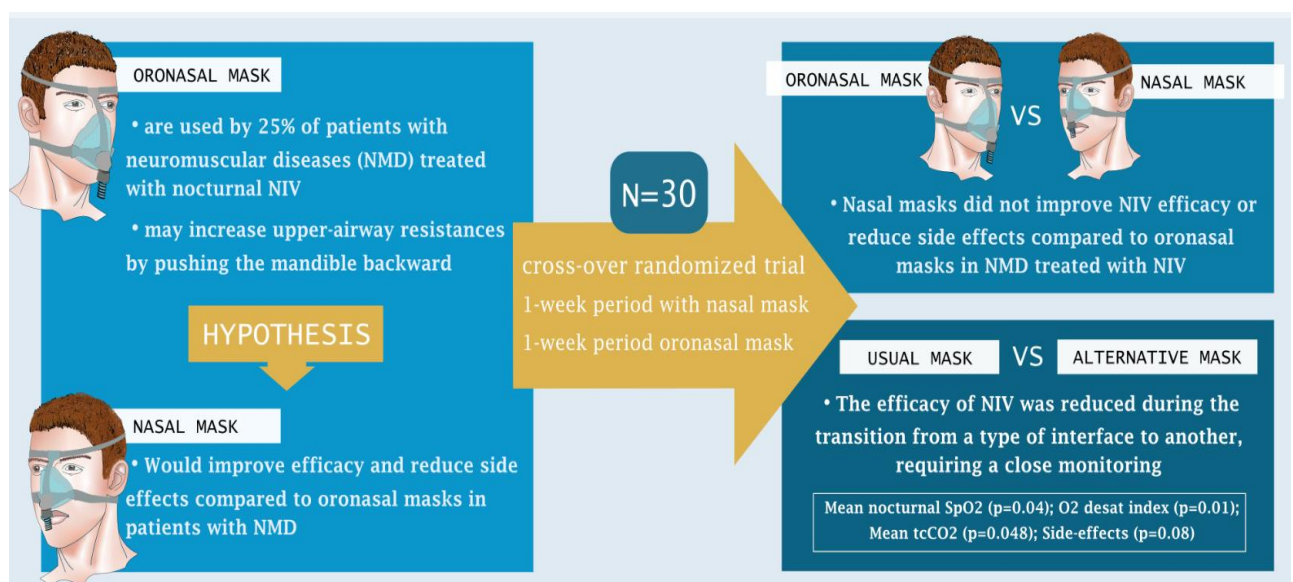 ORONASAL MASK
• are used by 25% of patients with
neuromuscular diseases (NMD) treated
with nocturnal NIV
• may increase upper-airway resistances
by pushing the mandible backward
HYPOTHESIS
NASAL MASK
• Would improve efficacy and reduce side
effects compared to oronasal masks in
patients with NMD
N=30
cross-over randomized trial
1-week period with nasal mask
1-week period oronasal mask
ORONASAL MASK
VS
NASAL MASK
• Nasal masks did not improve NIV efficacy or
reduce side effects compared to oronasal
masks in NMD treated with NIV
USUAL MASK
VS
ALTERNATIVE MASK
• The efficacy of NIV was reduced during the
transition from a type of interface to another,
requiring a close monitoring
Mean nocturnal SpO2 (p=0.04); O2 desat index (p=0.01);
Mean tcCO2 (p=0.048); Side-effects (p=0.08)